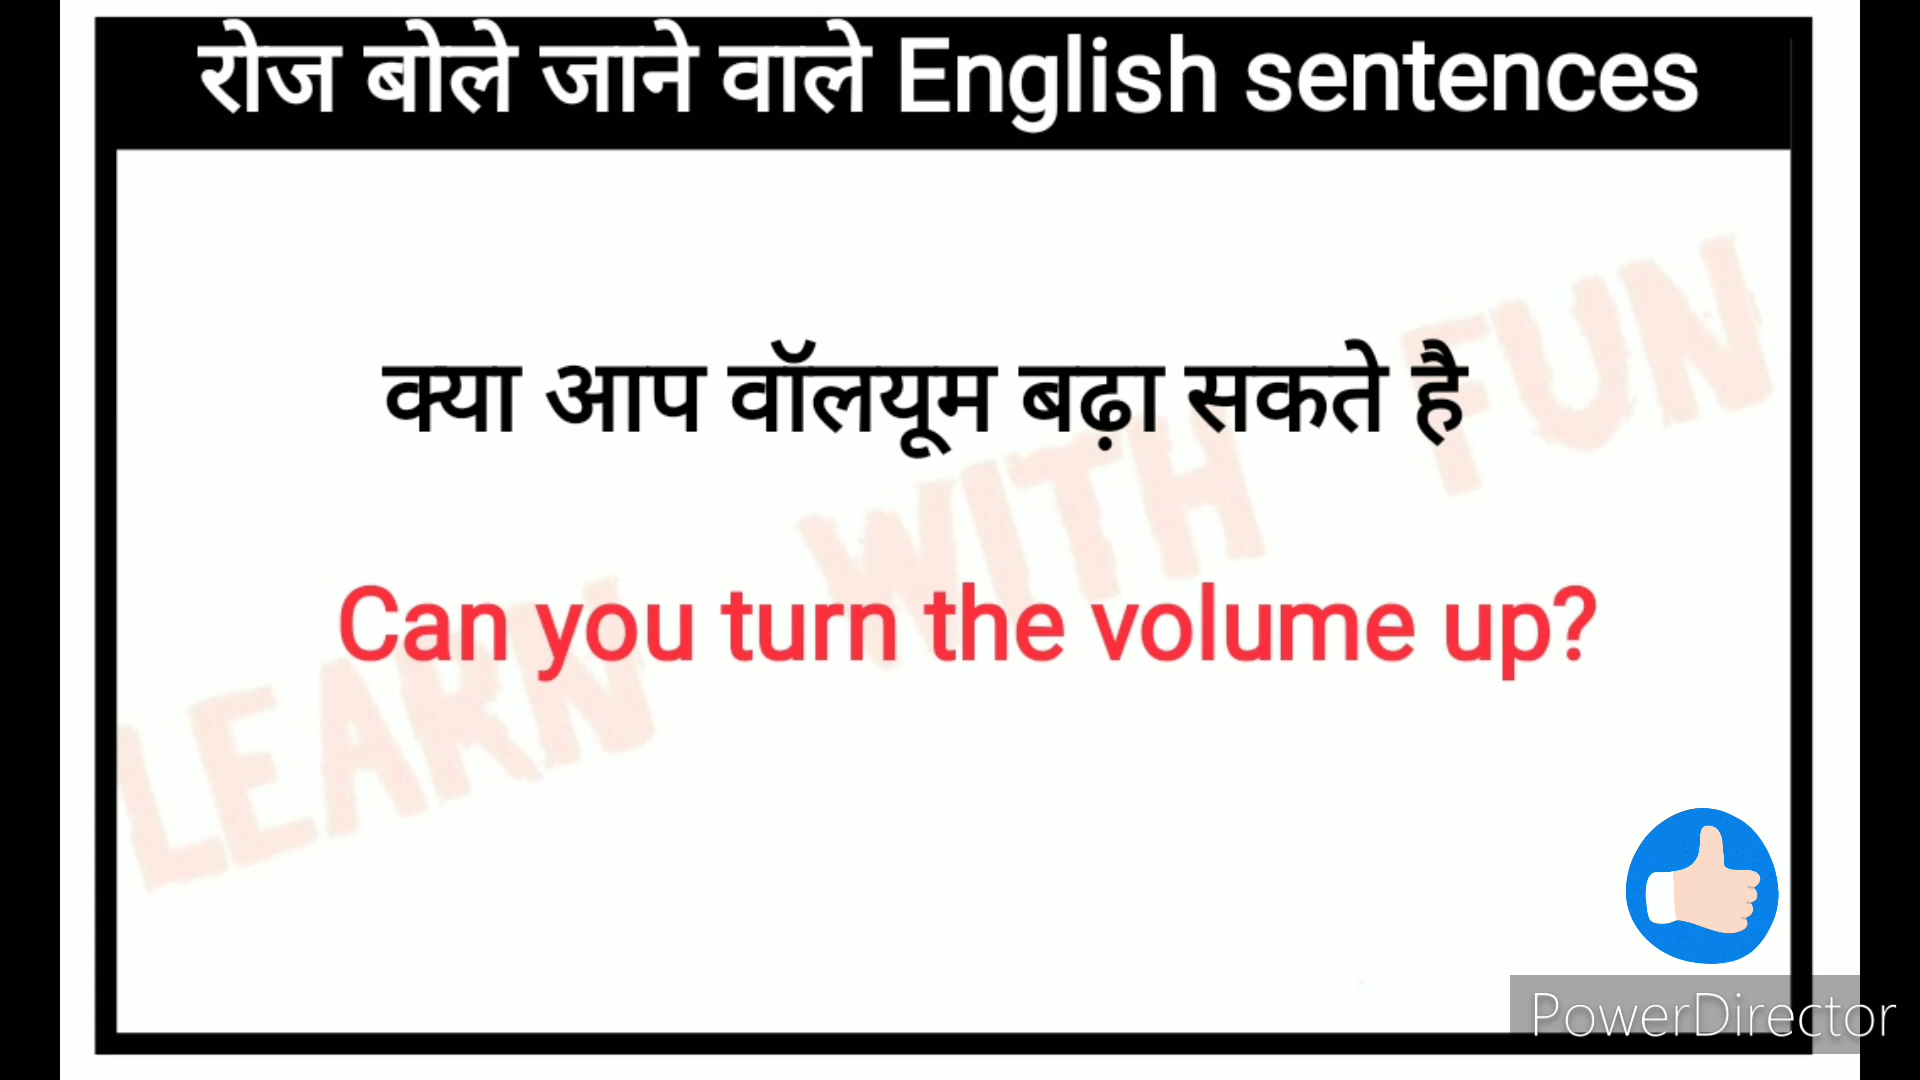 रोज बोले जाने वाले English sentences
क्या आप वॉलयूम बढ़ा सकते है
Can you turn the volume up?
LEARN WITH FUN
PowerDirector